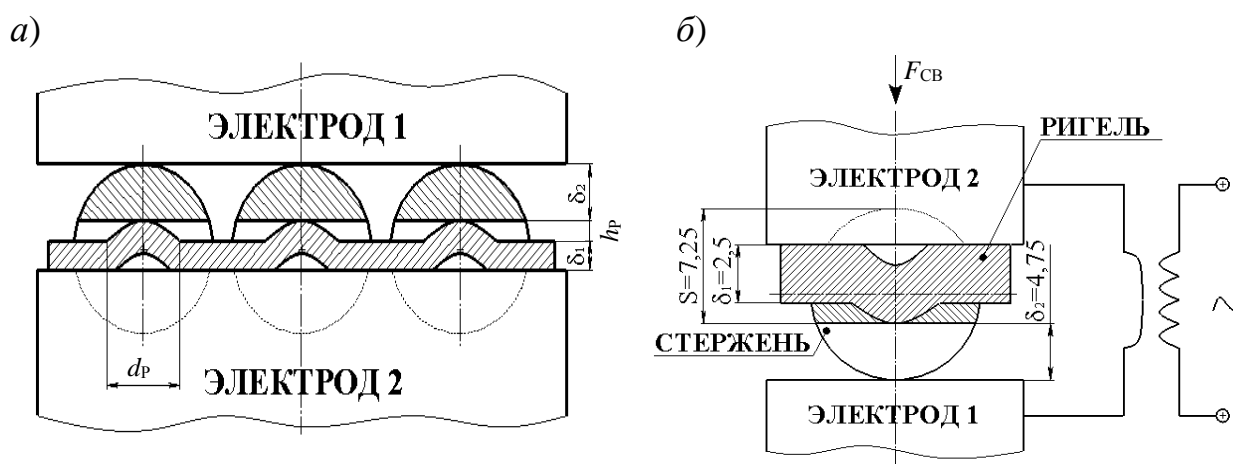 а)
ЭЛЕКТРОД 1
δ₂
hР
δ₁
dР
ЭЛЕКТРОД 2
б)
FСВ
РИГЕЛЬ
ЭЛЕКТРОД 2
S=7,25
δ₁=2,5
δ₂=4,75
СТЕРЖЕНЬ
ЭЛЕКТРОД 1